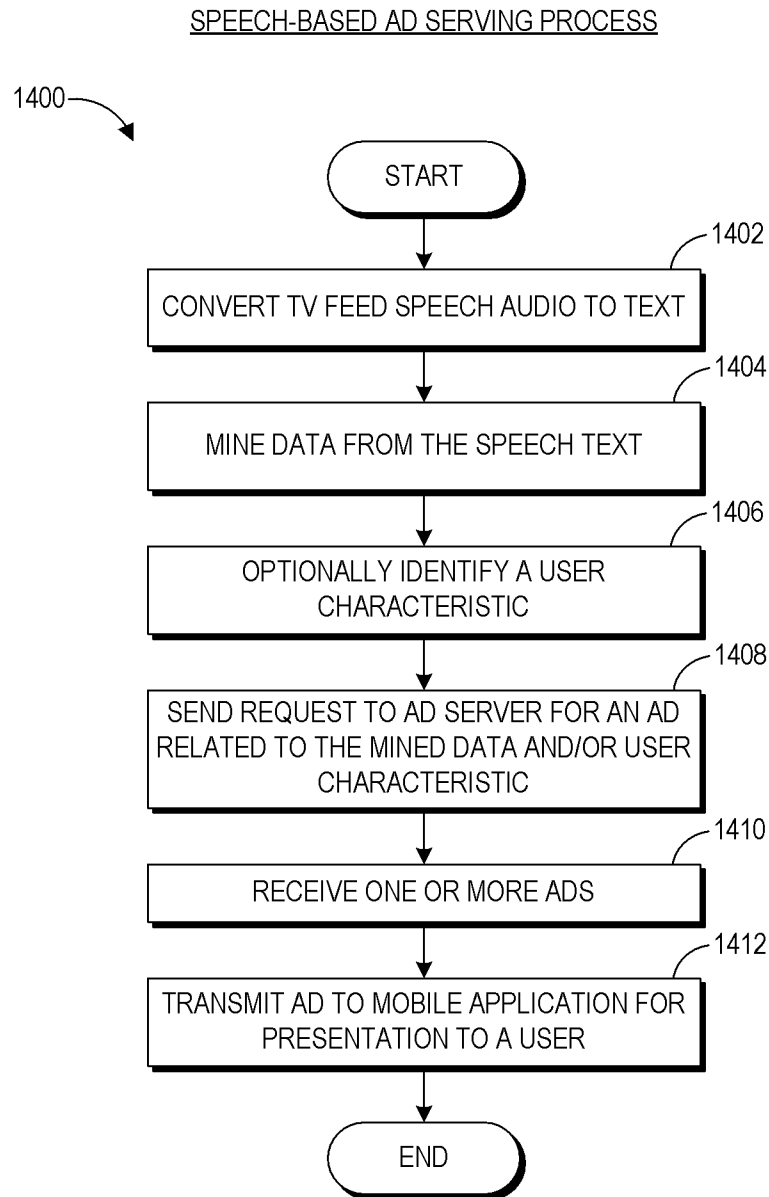 SPEECH-BASED AD SERVING PROCESS
1400
START
1402
CONVERT TV FEED SPEECH AUDIO TO TEXT
1404
MINE DATA FROM THE SPEECH TEXT
1406
OPTIONALLY IDENTIFY A USER
CHARACTERISTIC
1408
SEND REQUEST TO AD SERVER FOR AN AD
RELATED TO THE MINED DATA AND/OR USER
CHARACTERISTIC
1410
RECEIVE ONE OR MORE ADS
1412
TRANSMIT AD TO MOBILE APPLICATION FOR
PRESENTATION TO A USER
END